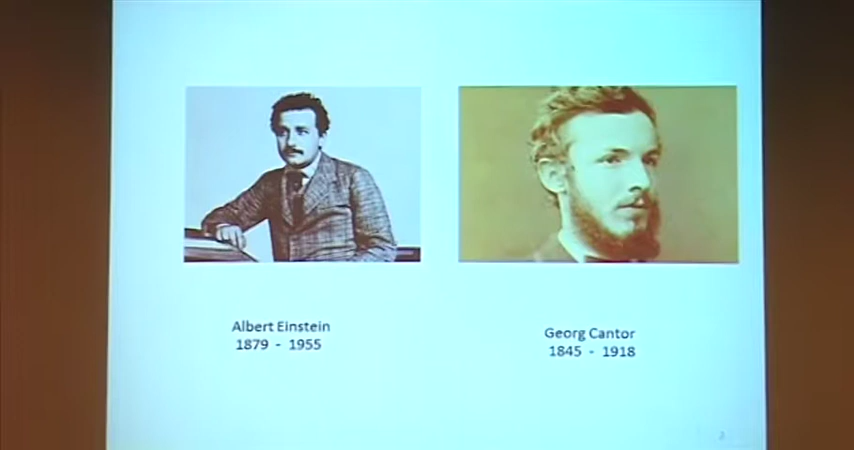 Albert Einstein
1879 - 1955
Georg Cantor
1845 - 1918